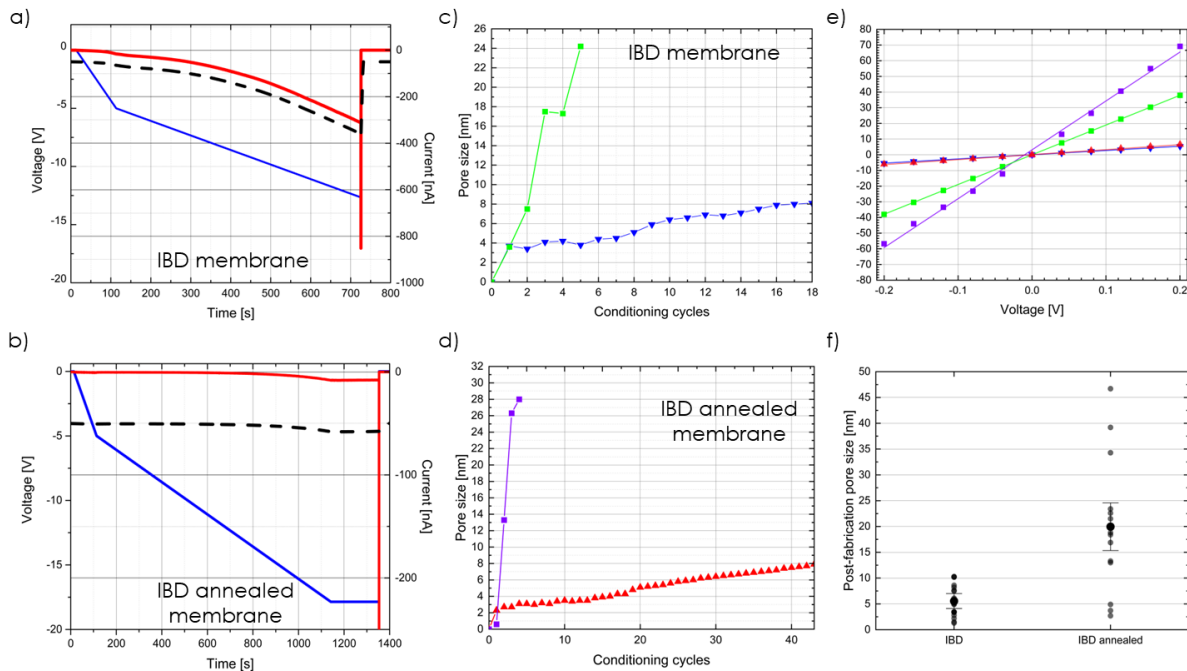 a)
0
-5
-10
-15
-20
Voltage [V]
0
-200
-400
-600
-800
-1000
Current [nA]
IBD membrane
0 100 200 300 400 500 600 700 800
Time [s]
b)
0
-5
-10
-15
-20
Voltage [V]
0
-100
-200
Current [nA]
IBD annealed
membrane
0 200 400 600 800 1000 1200 1400
Time [s]
c)
26
24
22
20
18
16
14
12
10
8
6
4
2
0
Pore size [nm]
IBD membrane
0 2 4 6 8 10 12 14 16 18
Conditioning cycles
d)
32
30
28
26
24
22
20
18
16
14
12
10
8
6
4
2
0
Pore size [nm]
IBD annealed
membrane
0 10 20 30 40
Conditioning cycles
e)
80
70
60
50
40
30
20
10
0
-10
-20
-30
-40
-50
-60
-70
-80
-0.2 -0.1 0.0 0.1 0.2
Voltage [V]
f)
50
45
40
35
30
25
20
15
10
5
0
Post-fabrication pore size [nm]
IBD IBD annealed